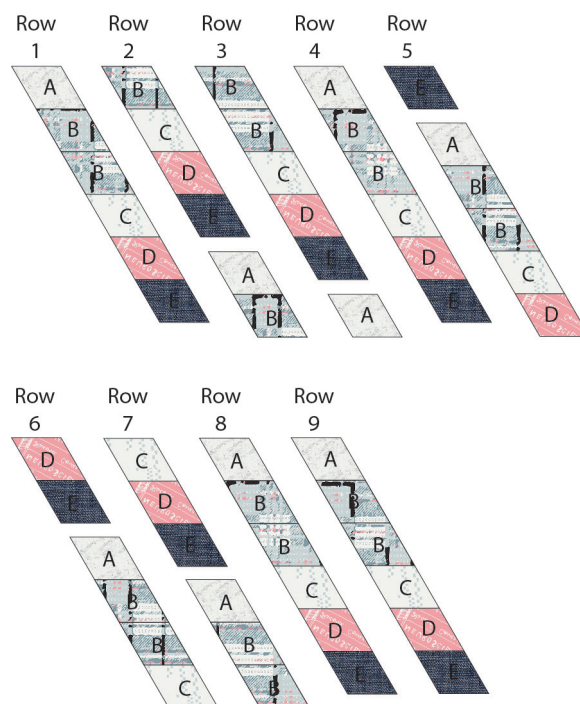 Row Row Row Row Row
1 2 3 4 5
A B B A E
B C B B
A
B D C B
B
C E D C
B
D E D C
A
E E D
B A
Row Row Row Row
6 7 8 9
D C A A
E D B B
E B B
A
C C
B A
D D
B B
E E
C B